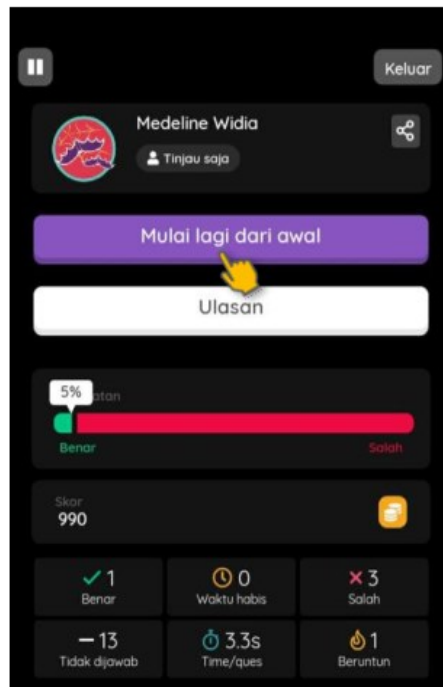 Keluar
Medeline Widia
Tinjau saja
Mulai lagi dari awal
Ulasan
5% atan
Benar Salah
Skor
990
1 0 3
Benar Waktu habis Salah
13 3.3s 1
Tidak dijawab Time/ques Beruntun